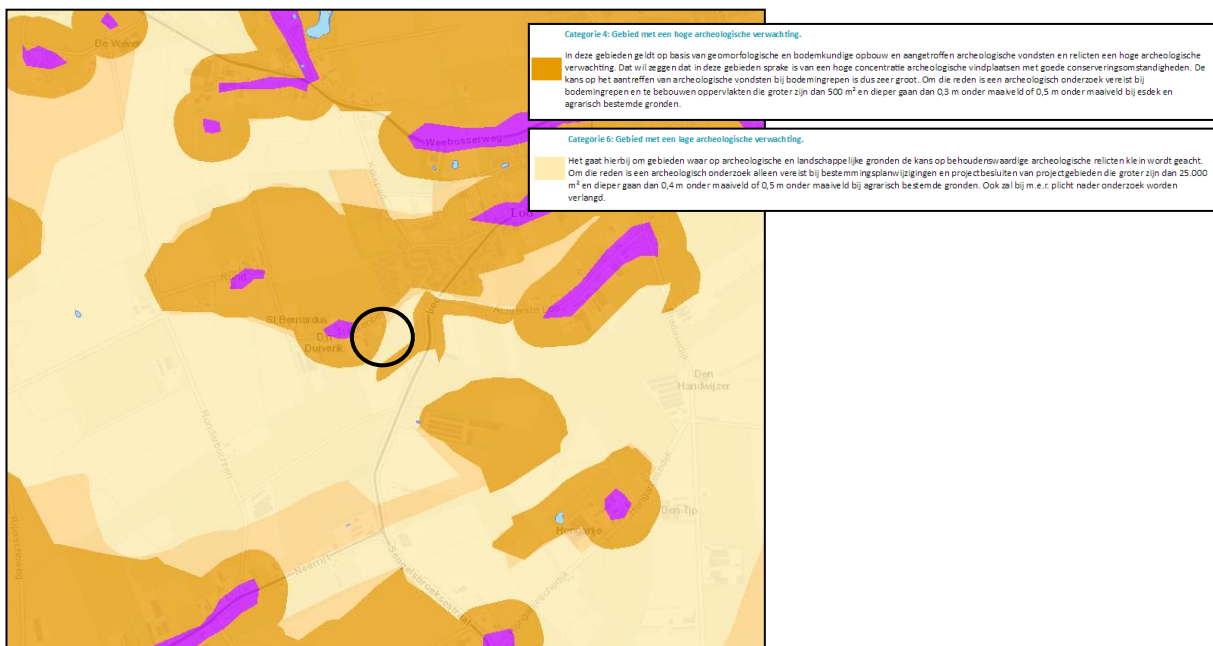 Categorie 4: Gebied met een hoge archeologische verwachting.
In deze gebieden geldt op basis van geomorfologische en bodemkundige opbouw en aangetroffen archeologische vondsten en relicten een hoge archeologische
verwachting. Dat wil zeggen dat in deze gebieden sprake is van een hoge concentratie archeologische vindplaatsen met goede conserveringsomstandigheden. De
kans op het aantreffen van archeologische vondsten bij bodemingrepen is dus zeer groot. Om die reden is een archeologisch onderzoek vereist bij
bodemingrepen en te bebouwen oppervlakten die groter zijn dan 500 m² en dieper gaan dan 0,3 m onder maaiveld of 0,5 m onder maaiveld bij esdek en
agrarisch bestemde gronden.
Categorie 6: Gebied met een lage archeologische verwachting.
Het gaat hierbij om gebieden waar op archeologische en landschappelijke gronden de kans op behoudenswaardige archeologische relicten klein wordt geacht.
Om die reden is een archeologisch onderzoek alleen vereist bij bestemmingsplanwijzigingen en projectbesluiten van projectgebieden die groter zijn dan 25.000
m² en dieper gaan dan 0,4 m onder maaiveld of 0,5 m onder maaiveld bij agrarisch bestemde gronden. Ook zal bij m.e.r. plicht nader onderzoek worden
verlangd.
De Wever
Weebosserweg
Loo
Rijnd
Achterste Loo
St Bernardus
Duiverik
Loo
Den
Handwijzer
Runderbochten
Hongarije
Den Tip
Neerrijt